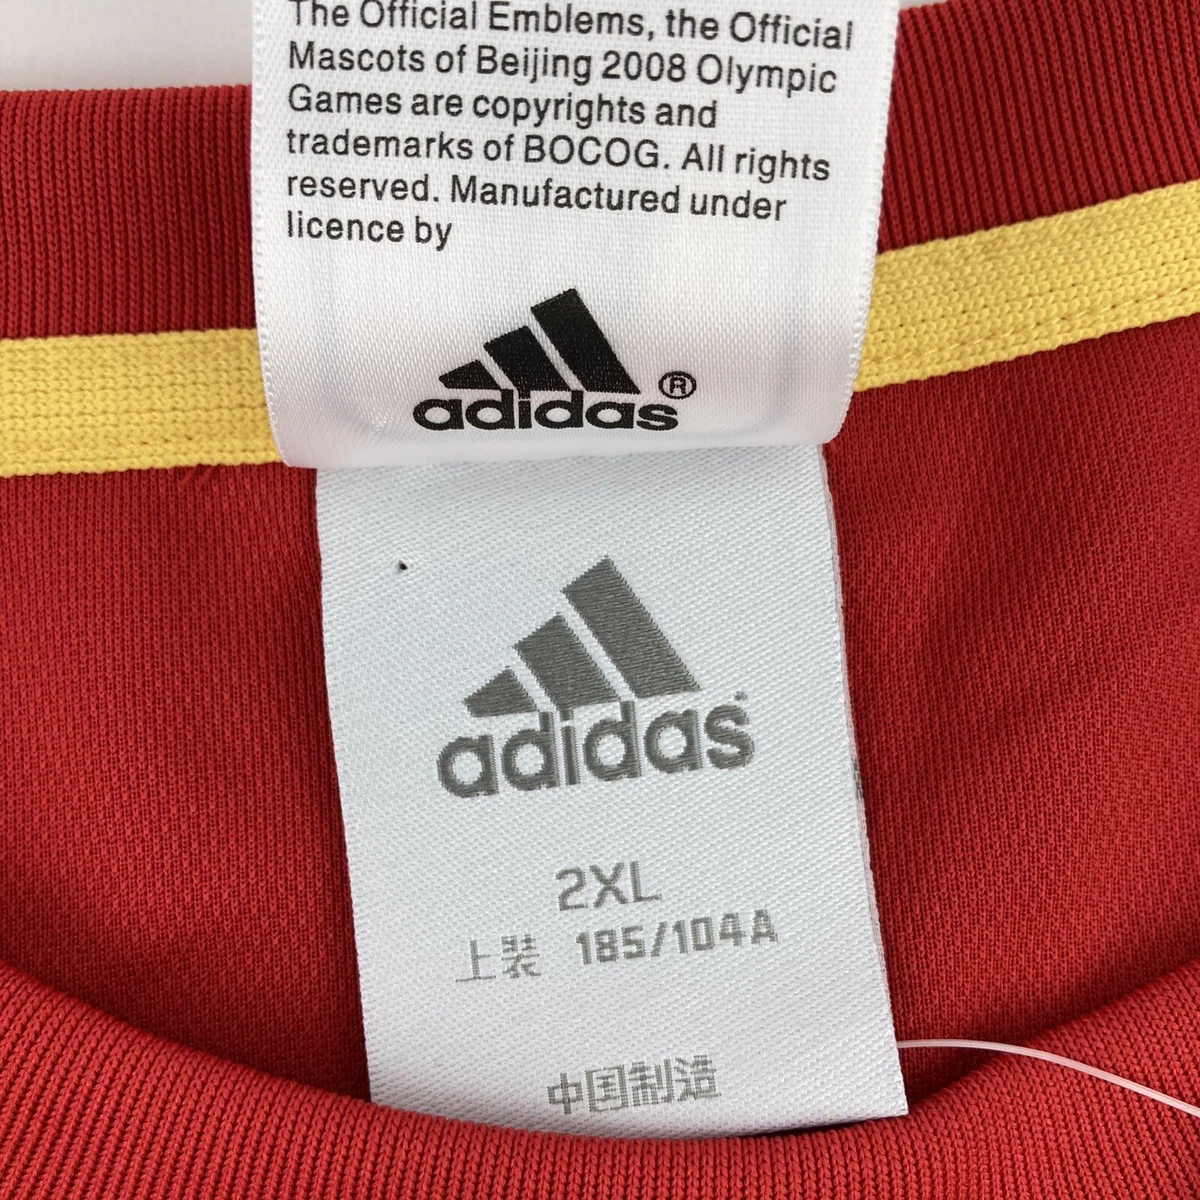 The Official Emblems, the Official
Mascots of Beijing 2008 Olympic
Games are copyrights and
trademarks of BOCOG. All rights
reserved. Manufactured under
licence by
adidas®
adidas
2XL
上装 185/104A
中国制造